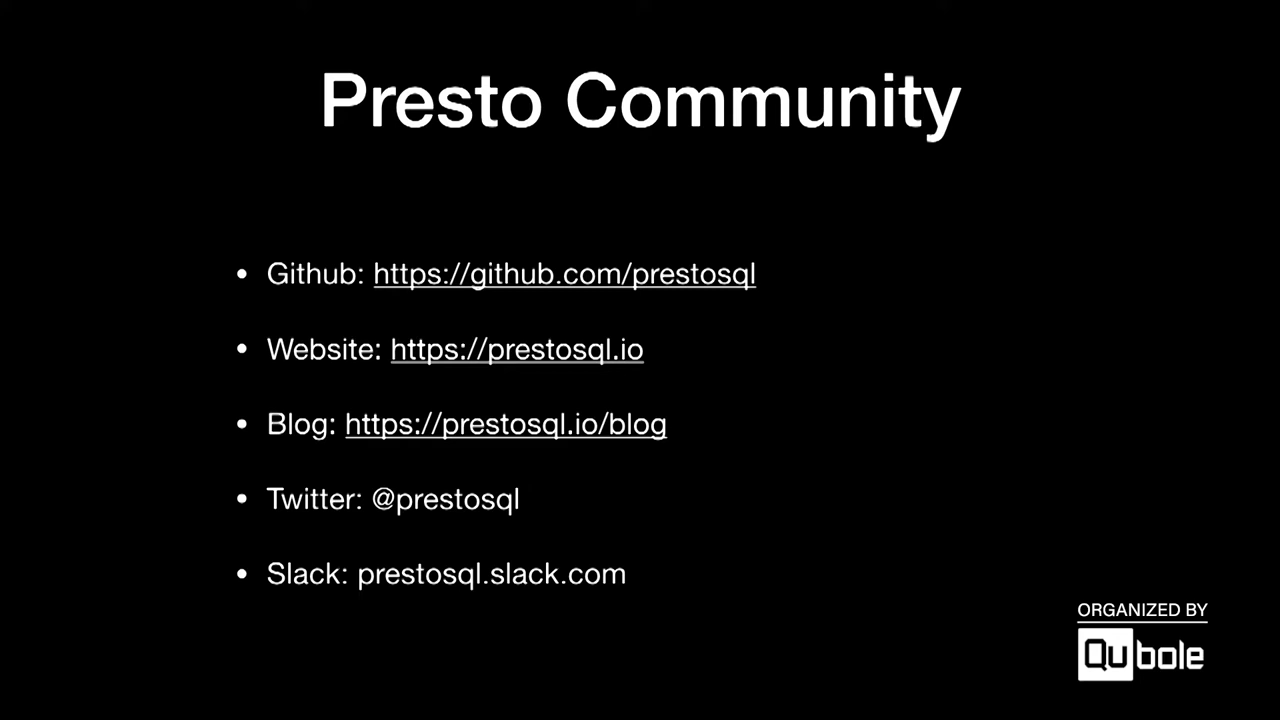 Presto Community
• Github: https://github.com/prestosql
• Website: https://prestosql.io
• Blog: https://prestosql.io/blog
• Twitter: @prestosql
• Slack: prestosql.slack.com
ORGANIZED BY
Qubole